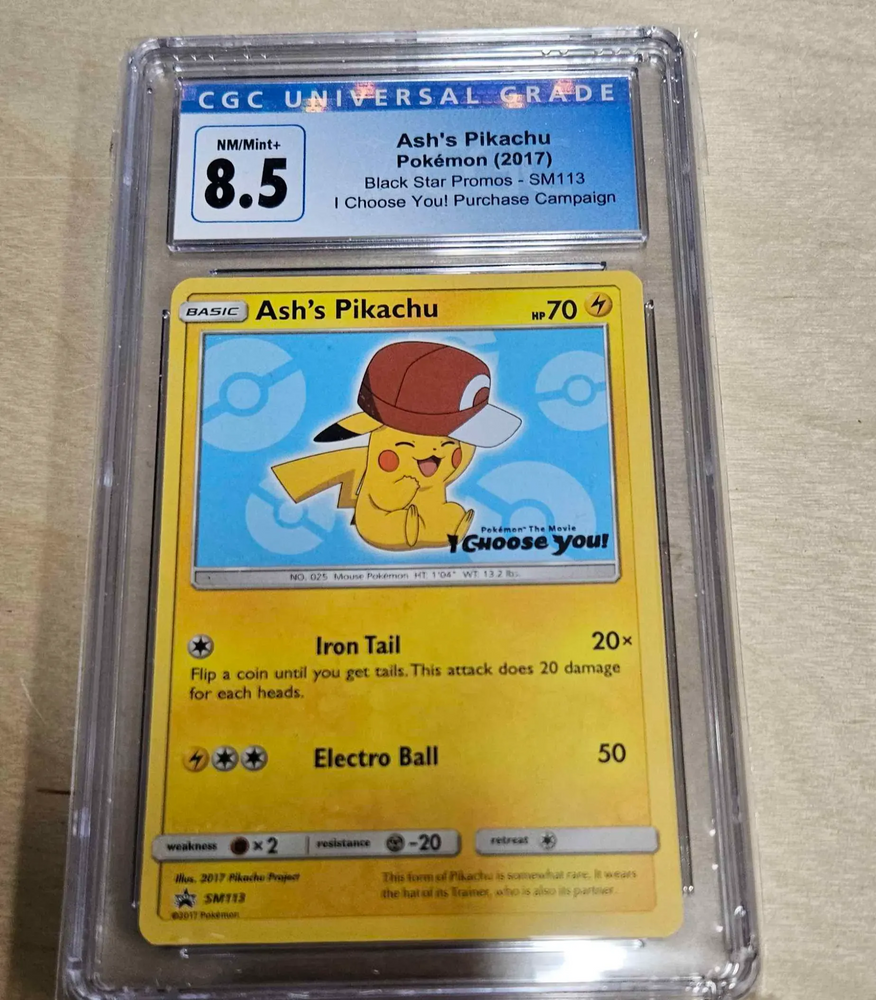 CGC UNIVERSAL GRADE
NM/Mint+
8.5
Ash's Pikachu
Pokémon (2017)
Black Star Promos - SM113
I Choose You! Purchase Campaign
BASIC Ash's Pikachu HP70
Pokémon™ The Movie
I CHOOSE YOU!
NO. 025 Mouse Pokémon HT: 1'04" WT: 13.2 lbs.
Iron Tail 20×
Flip a coin until you get tails. This attack does 20 damage
for each heads.
Electro Ball 50
weakness ×2 resistance -20 retreat
Illus. 2017 Pikachu Project
This form of Pikachu is somewhat rare. It wears
the hat of its Trainer, who is also its partner.
SM113
©2017 Pokémon